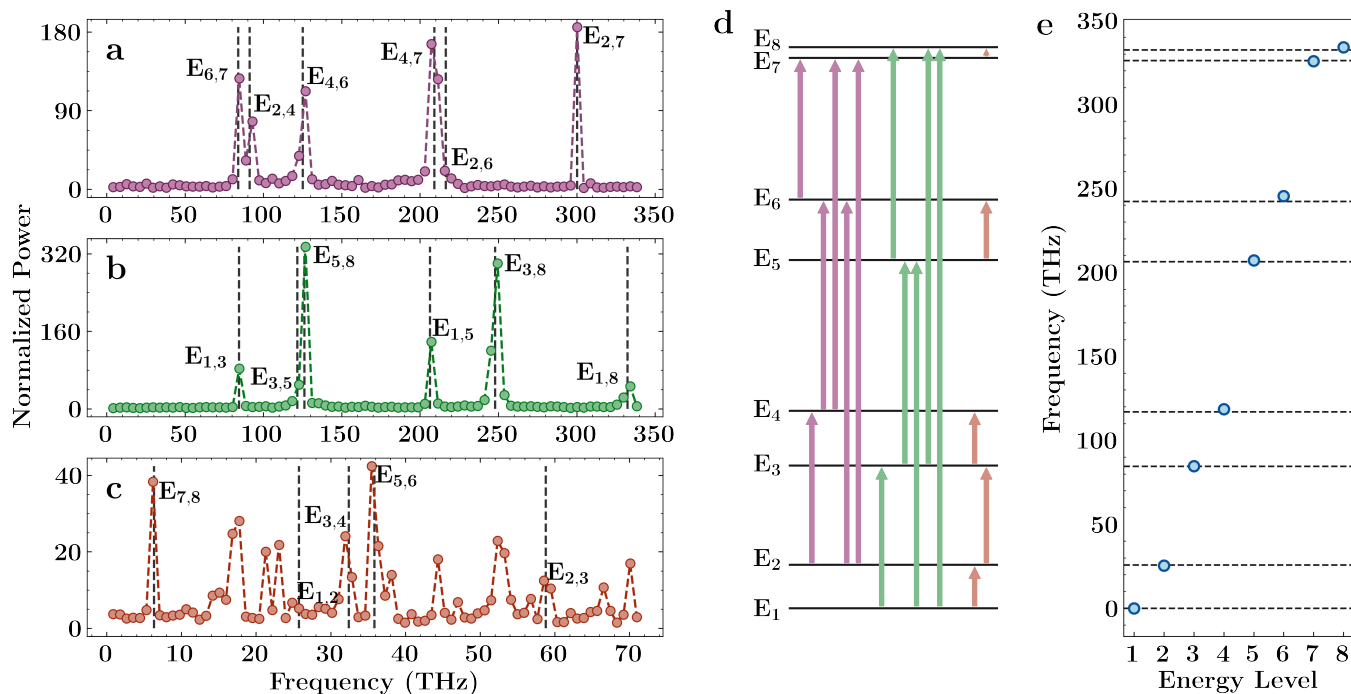 Normalized Power
a
180
90
0
E6,7
E2,4
E4,6
E4,7
E2,6
E2,7
0 50 100 150 200 250 300 350
b
320
160
0
E1,3
E3,5
E5,8
E1,5
E3,8
E1,8
0 50 100 150 200 250 300 350
c
40
20
0
E7,8
E1,2
E3,4
E5,6
E2,3
0 10 20 30 40 50 60 70
Frequency (THz)
d
E8
E7
E6
E5
E4
E3
E2
E1
e
Frequency (THz)
350
300
250
200
150
100
50
0
1 2 3 4 5 6 7 8
Energy Level